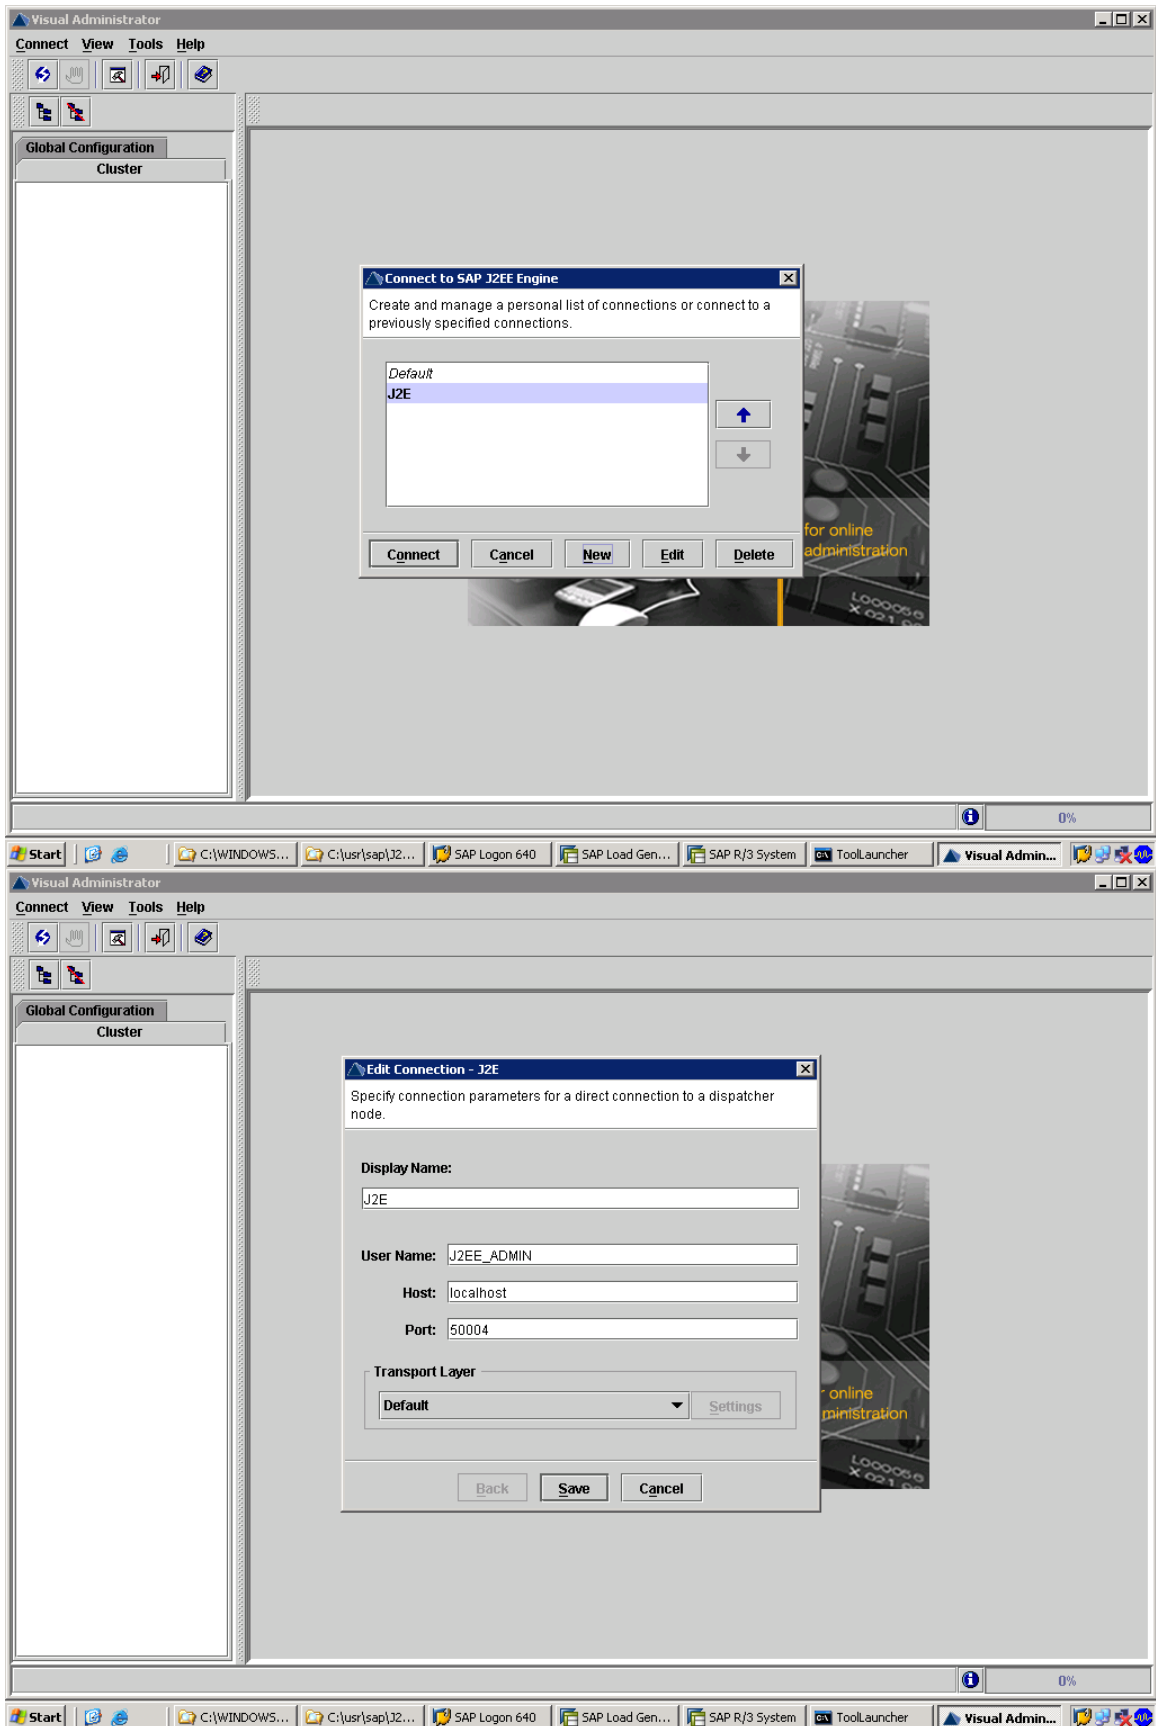 Visual Administrator
Connect View Tools Help
Global Configuration
Cluster
Connect to SAP J2EE Engine
Create and manage a personal list of connections or connect to a
previously specified connections.
Default
J2E
for online
administration
Connect Cancel New Edit Delete
L000056
X 021
0%
Start C:\WINDOWS... C:\usr\sap\J2... SAP Logon 640 SAP Load Gen... SAP R/3 System ToolLauncher Visual Admin...
Visual Administrator
Connect View Tools Help
Global Configuration
Cluster
Edit Connection - J2E
Specify connection parameters for a direct connection to a dispatcher
node.
Display Name:
J2E
User Name: J2EE_ADMIN
Host: localhost
Port: 50004
Transport Layer
Default Settings
online
ministration
L000056
X 021
Back Save Cancel
0%
Start C:\WINDOWS... C:\usr\sap\J2... SAP Logon 640 SAP Load Gen... SAP R/3 System ToolLauncher Visual Admin...